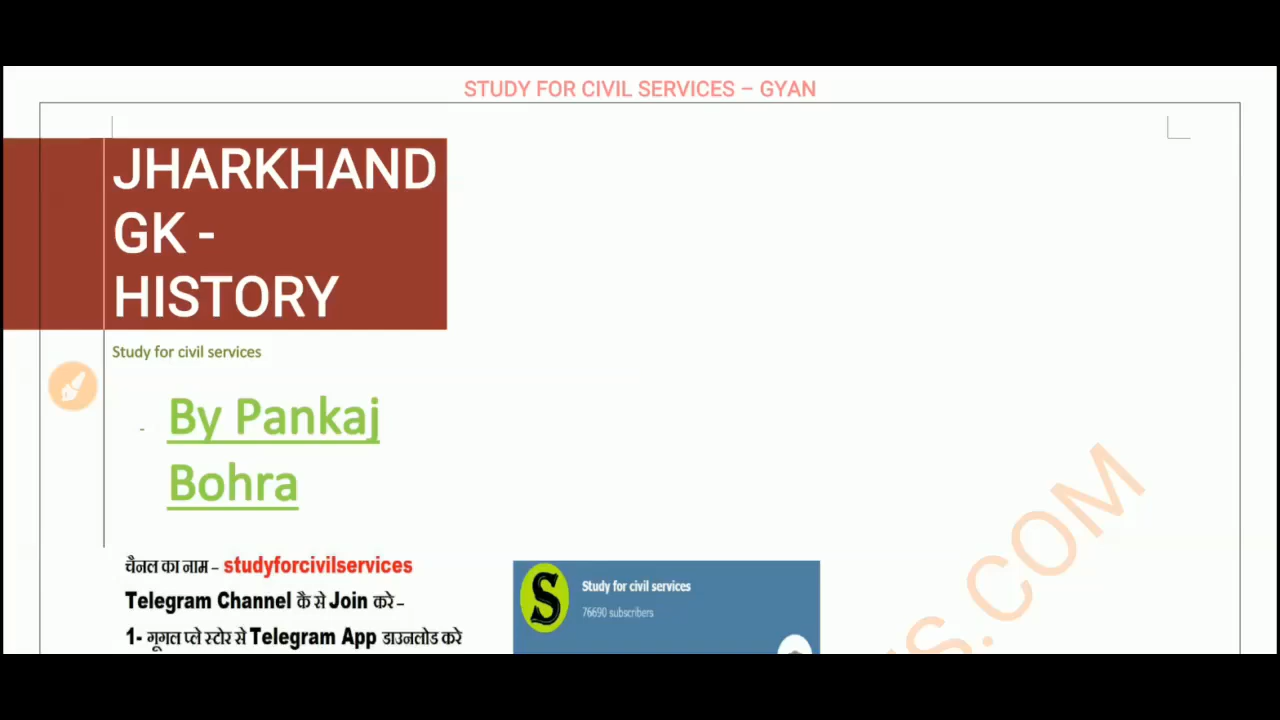 STUDY FOR CIVIL SERVICES – GYAN
JHARKHAND
GK -
HISTORY
Study for civil services
- By Pankaj
Bohra
चैनल का नाम – studyforcivilservices
Telegram Channel कैसे Join करे –
1- गूगल प्ले स्टोर से Telegram App डाउनलोड करे
S
Study for civil services
76690 subscribers
S.COM